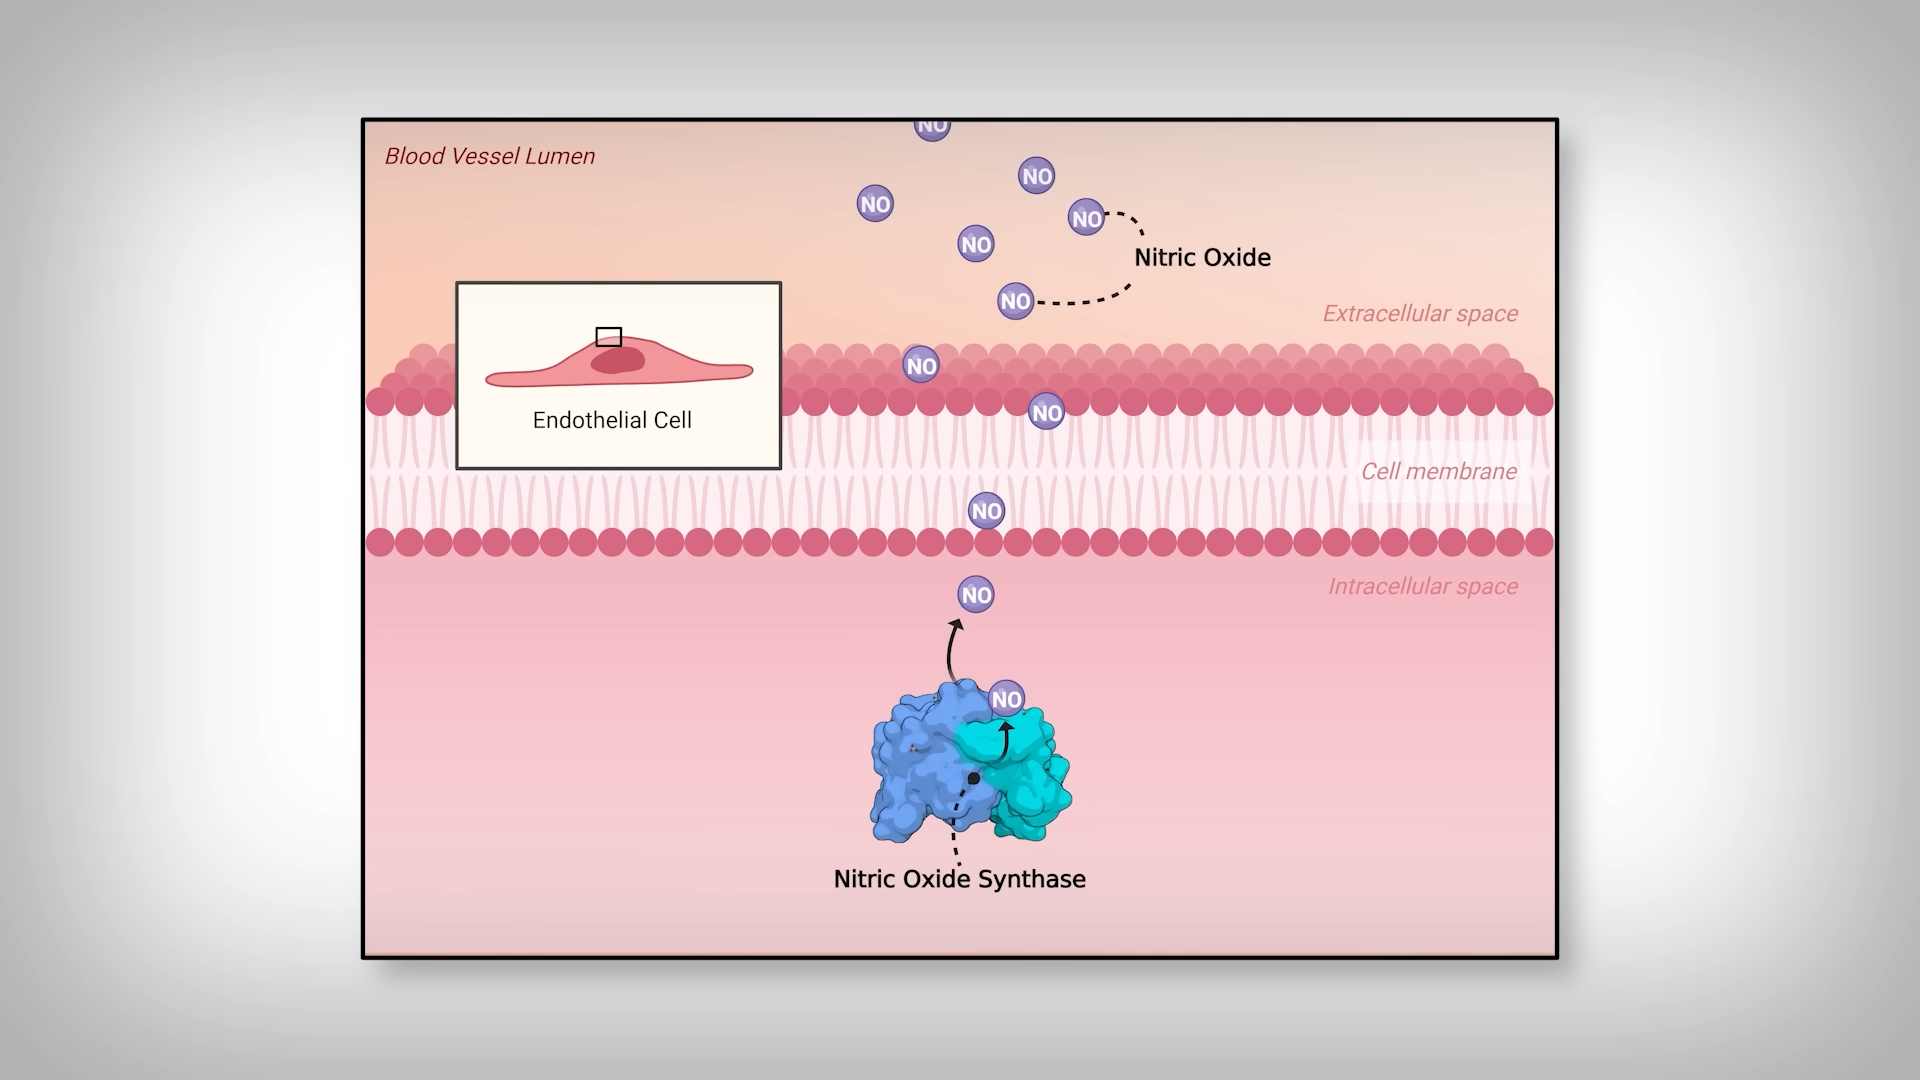 NO
Blood Vessel Lumen
NO
NO
NO
NO
Nitric Oxide
NO
Extracellular space
NO
NO
Endothelial Cell
Cell membrane
NO
Intracellular space
NO
NO
Nitric Oxide Synthase